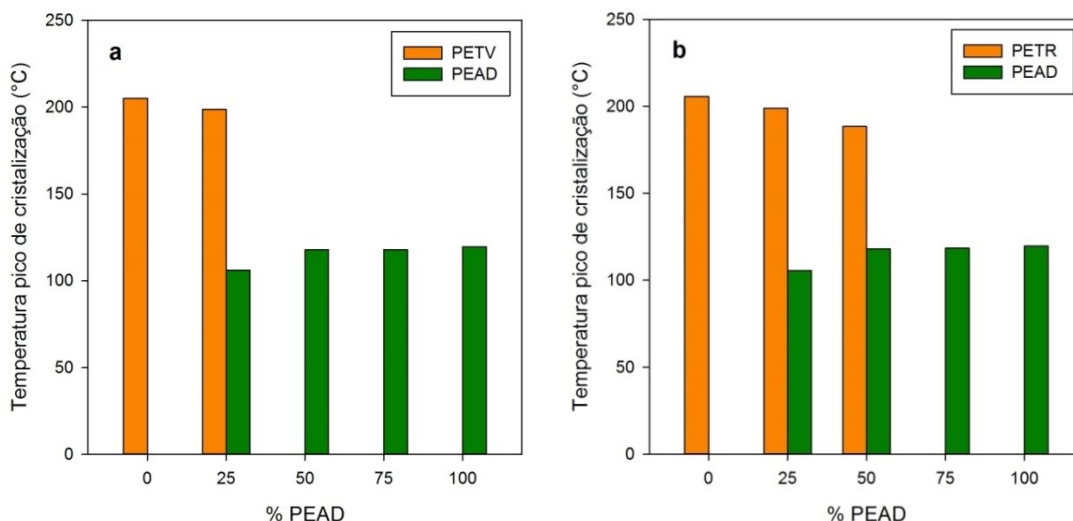 a
PETV
PEAD
Temperatura pico de cristalização (°C)
250
200
150
100
50
0
0 25 50 75 100
% PEAD
b
PETR
PEAD
Temperatura pico de cristalização (°C)
250
200
150
100
50
0
0 25 50 75 100
% PEAD